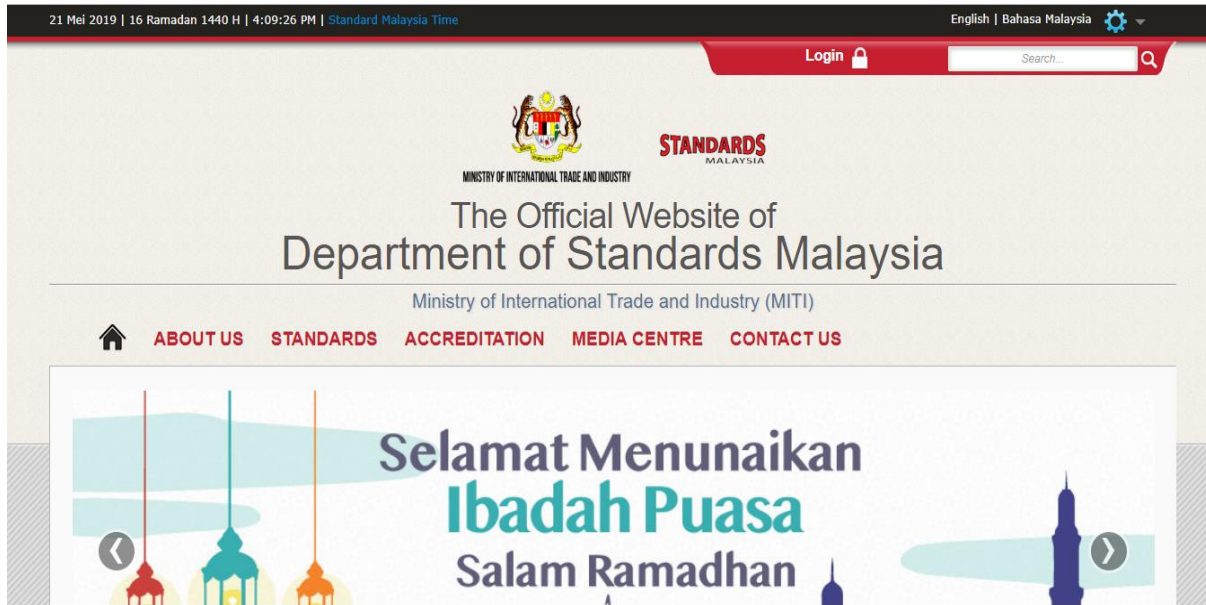 21 Mei 2019 | 16 Ramadan 1440 H | 4:09:26 PM | Standard Malaysia Time
English | Bahasa Malaysia
Login
Search...
STANDARDS
MALAYSIA
MINISTRY OF INTERNATIONAL TRADE AND INDUSTRY
The Official Website of
Department of Standards Malaysia
Ministry of International Trade and Industry (MITI)
ABOUT US STANDARDS ACCREDITATION MEDIA CENTRE CONTACT US
Selamat Menunaikan
Ibadah Puasa
Salam Ramadhan